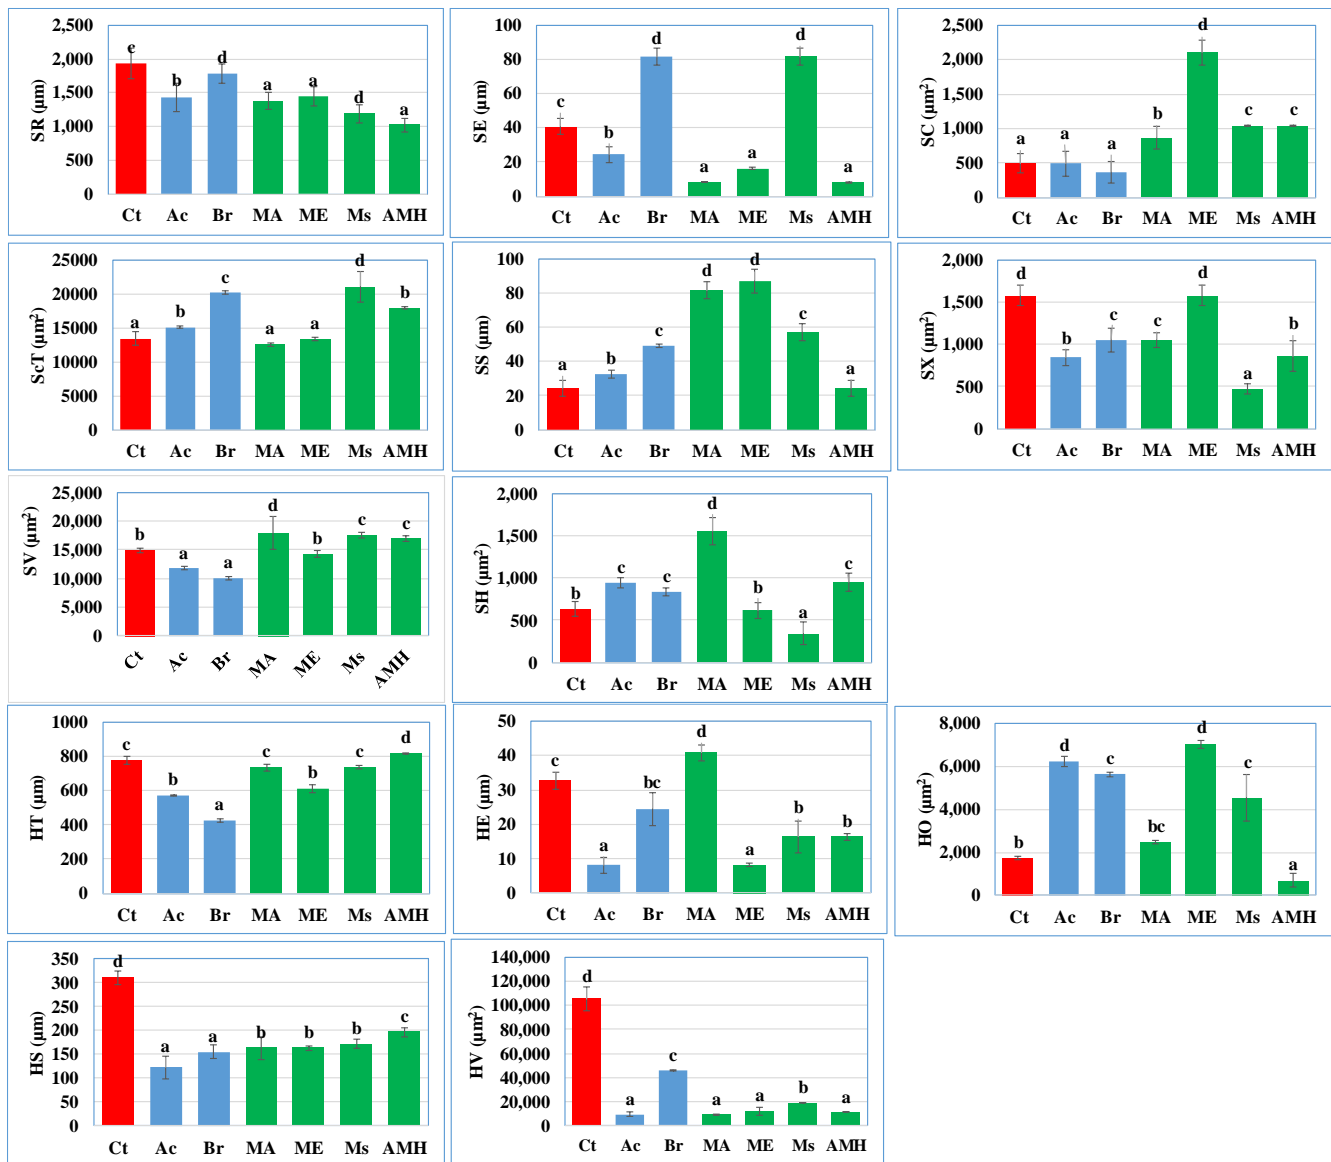 SR (µm)
2,500
2,000
1,500
1,000
500
0
e b d a a d a
Ct Ac Br MA ME Ms AMH
SE (µm)
100
80
60
40
20
0
c b d a a d a
Ct Ac Br MA ME Ms AMH
SC (µm²)
2,500
2,000
1,500
1,000
500
0
a a a b d c c
Ct Ac Br MA ME Ms AMH
ScT (µm²)
25000
20000
15000
10000
5000
0
a b c a a d b
Ct Ac Br MA ME Ms AMH
SS (µm)
100
80
60
40
20
0
a b c d d c a
Ct Ac Br MA ME Ms AMH
SX (µm²)
2,000
1,500
1,000
500
0
d b c c d a b
Ct Ac Br MA ME Ms AMH
SV (µm²)
25,000
20,000
15,000
10,000
5,000
0
b a a d b c c
Ct Ac Br MA ME Ms AMH
SH (µm²)
2,000
1,500
1,000
500
0
b c c d b a c
Ct Ac Br MA ME Ms AMH
HT (µm)
1000
800
600
400
200
0
c b a c b c d
Ct Ac Br MA ME Ms AMH
HE (µm)
50
40
30
20
10
0
c a bc d a b b
Ct Ac Br MA ME Ms AMH
HO (µm²)
8,000
6,000
4,000
2,000
0
b d c bc d c a
Ct Ac Br MA ME Ms AMH
HS (µm)
350
300
250
200
150
100
50
0
d a a b b b c
Ct Ac Br MA ME Ms AMH
HV (µm²)
140,000
120,000
100,000
80,000
60,000
40,000
20,000
0
d a c a a b a
Ct Ac Br MA ME Ms AMH